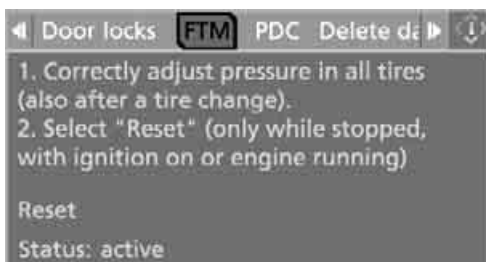 Door locks FTM PDC Delete da
1. Correctly adjust pressure in all tires
(also after a tire change).
2. Select "Reset" (only while stopped,
with ignition on or engine running)
Reset
Status: active